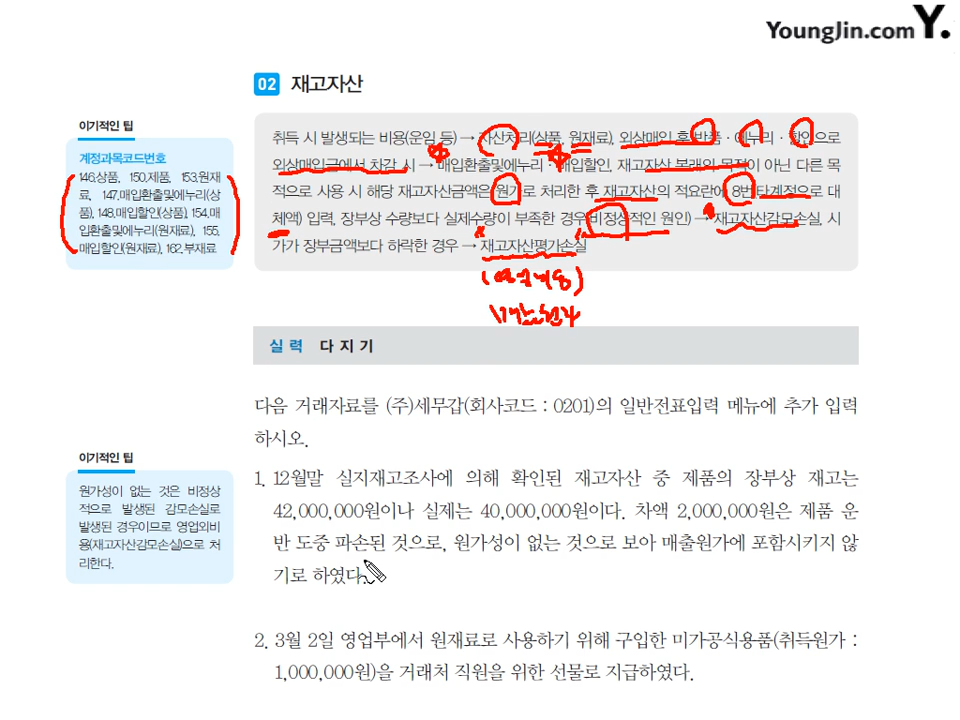 YoungJin.com Y.
02 재고자산
이기적인 팁
계정과목코드번호
146.상품, 150.제품, 153.원재
료, 147.매입환출및에누리(상
품), 148.매입할인(상품), 154.매
입환출및에누리(원재료), 155.
매입할인(원재료), 162.부재료
취득 시 발생되는 비용(운임 등) → 자산처리(상품, 원재료), 외상매입 후 반품·에누리·할인으로
외상매입금에서 차감 시 → 매입환출및에누리·매입할인, 재고자산 본래의 목적이 아닌 다른 목
적으로 사용 시 해당 재고자산금액은 원가로 처리한 후 재고자산의 적요란에 8번 타계정으로 대
체액) 입력, 장부상 수량보다 실제수량이 부족한 경우비정상적인 원인) → 재고자산감모손실, 시
가가 장부금액보다 하락한 경우 → 재고자산평가손실
실력 다지기
다음 거래자료를 (주)세무갑(회사코드 : 0201)의 일반전표입력 메뉴에 추가 입력
하시오.
이기적인 팁
원가성이 없는 것은 비정상
적으로 발생된 감모손실로
발생된 경우이므로 영업외비
용(재고자산감모손실)으로 처
리한다.
1. 12월말 실지재고조사에 의해 확인된 재고자산 중 제품의 장부상 재고는
42,000,000원이나 실제는 40,000,000원이다. 차액 2,000,000원은 제품 운
반 도중 파손된 것으로, 원가성이 없는 것으로 보아 매출원가에 포함시키지 않
기로 하였다.
2. 3월 2일 영업부에서 원재료로 사용하기 위해 구입한 미가공식용품(취득원가 :
1,000,000원)을 거래처 직원을 위한 선물로 지급하였다.